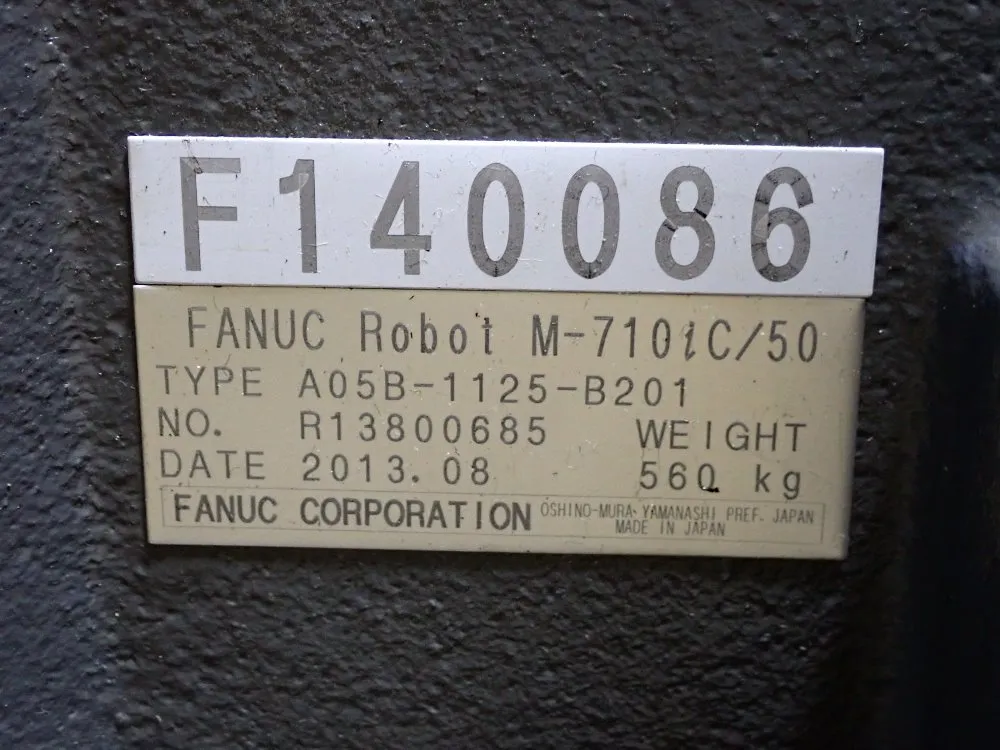 F140086
FANUC Robot M-710iC/50
TYPE A05B-1125-B201
NO. R13800685 WEIGHT
DATE 2013.08 560 kg
FANUC CORPORATION OSHINO-MURA YAMANASHI PREF. JAPAN
MADE IN JAPAN